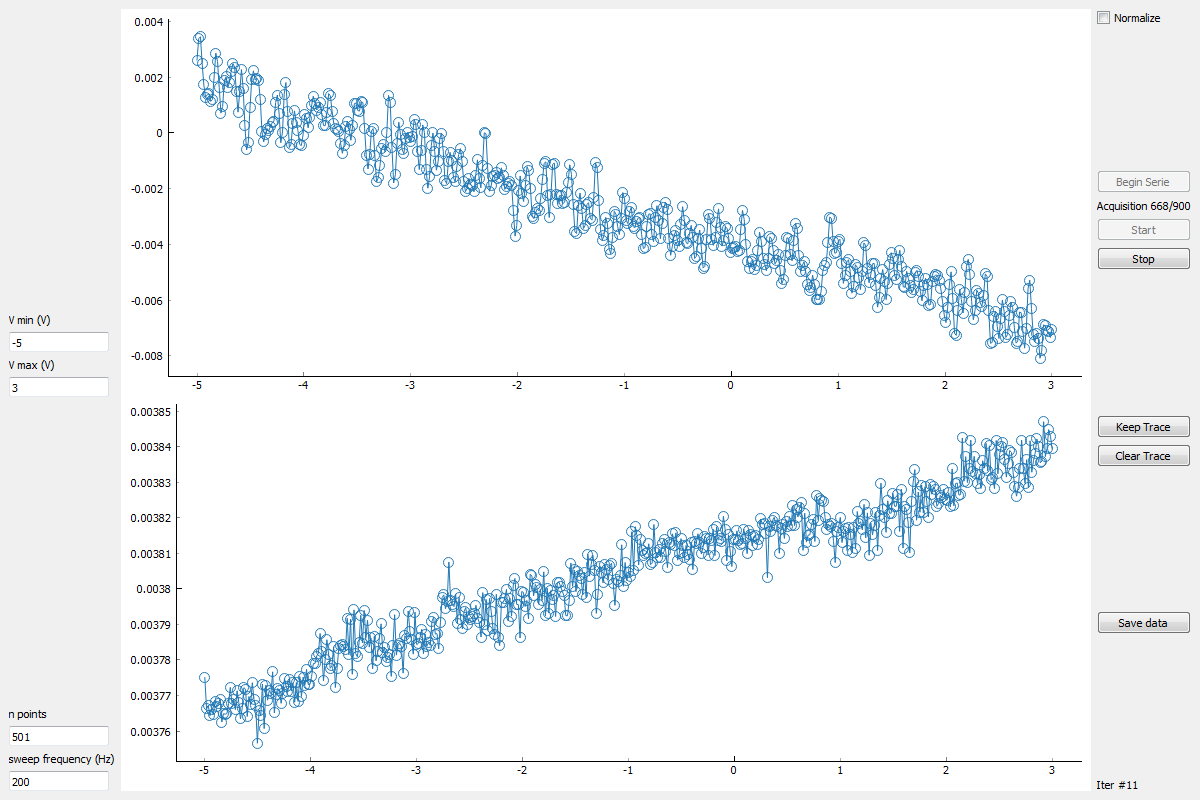 Normalize
0.004
0.002
0
-0.002
-0.004
-0.006
-0.008
-5 -4 -3 -2 -1 0 1 2 3
Begin Serie
Acquisition 668/900
Start
Stop
V min (V)
-5
V max (V)
3
0.00385
0.00384
0.00383
0.00382
0.00381
0.0038
0.00379
0.00378
0.00377
0.00376
-5 -4 -3 -2 -1 0 1 2 3
Keep Trace
Clear Trace
Save data
n points
501
sweep frequency (Hz)
200
Iter #11